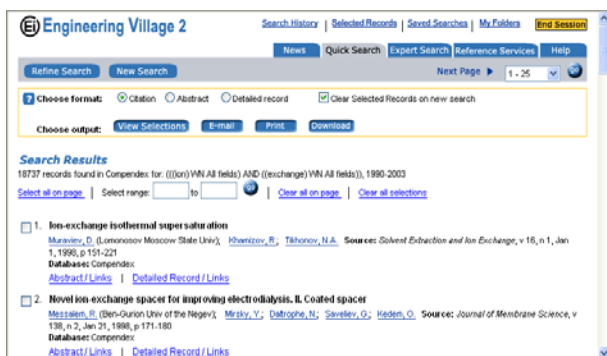 Ei Engineering Village 2
Search History | Selected Records | Saved Searches | My Folders End Session
News Quick Search Expert Search Reference Services Help
Refine Search New Search Next Page 1 - 25
? Choose format: Citation Abstract Detailed record Clear Selected Records on new search
Choose output: View Selections E-mail Print Download
Search Results
18737 records found in Compendex for: (((ion) WN All fields) AND ((exchange) WN All fields)), 1990-2003
Select all on page | Select range: to | Clear all on page | Clear all selections
1. Ion-exchange isothermal supersaturation
Muraviev, D. (Lomonosov Moscow State Univ); Khamizov, R.; Tikhonov, N.A. Source: Solvent Extraction and Ion Exchange, v 16, n 1, Jan
1, 1998, p 151-221
Database: Compendex
Abstract / Links | Detailed Record / Links
2. Novel ion-exchange spacer for improving electrodialysis. II. Coated spacer
Messalem, R. (Ben-Gurion Univ of the Negev); Mirsky, Y.; Daltrophe, N.; Saveliev, G.; Kedem, O. Source: Journal of Membrane Science, v
138, n 2, Jan 21, 1998, p 171-180
Database: Compendex
Abstract / Links | Detailed Record / Links